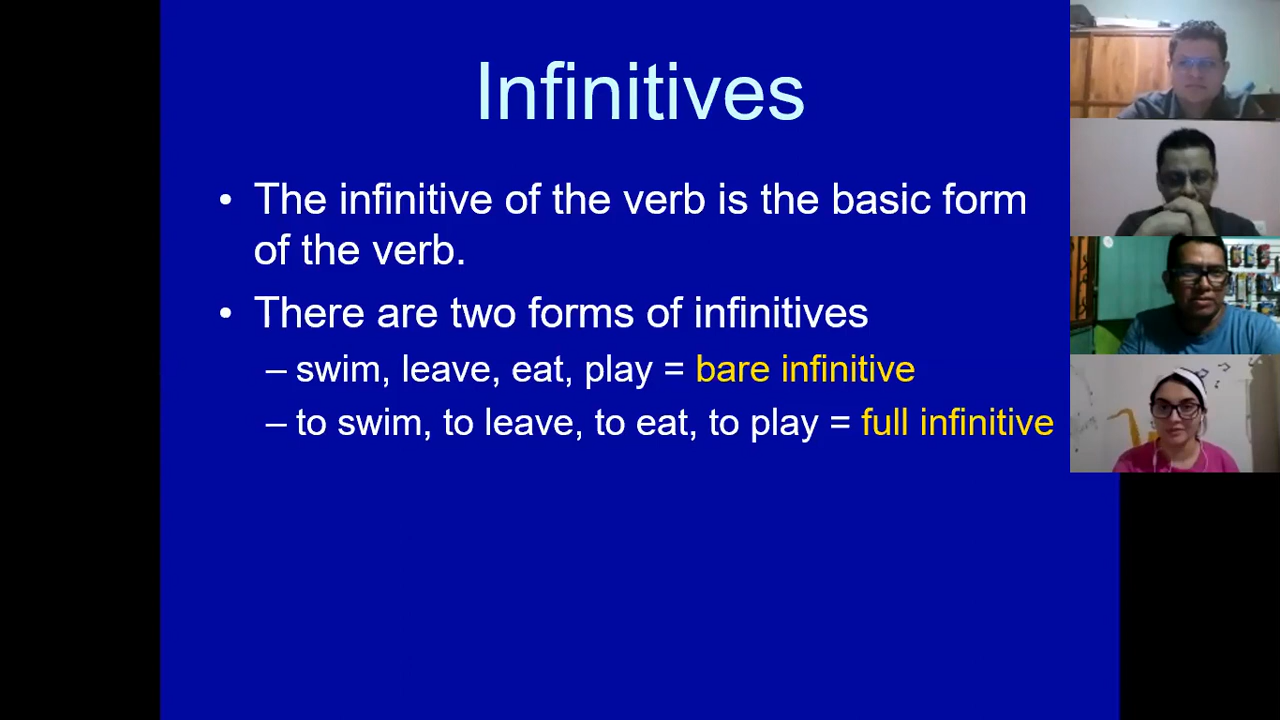 Infinitives
• The infinitive of the verb is the basic form
of the verb.
• There are two forms of infinitives
– swim, leave, eat, play = bare infinitive
– to swim, to leave, to eat, to play = full infinitive